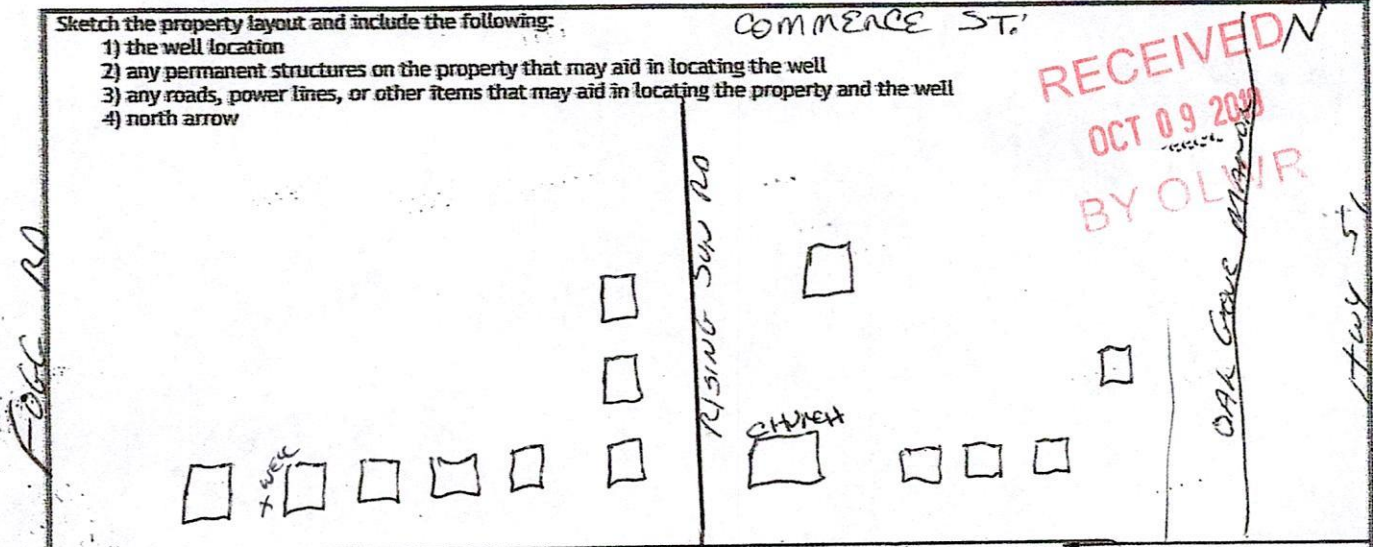 Sketch the property layout and include the following:
1) the well location
2) any permanent structures on the property that may aid in locating the well
3) any roads, power lines, or other items that may aid in locating the property and the well
4) north arrow
COMMERCE ST.
N
RECEIVED
OCT 09
BY OLWR
FOGG RD
RISING SUN RD
OAK Grove MANOR
Hwy 51
CHURCH
X WELL